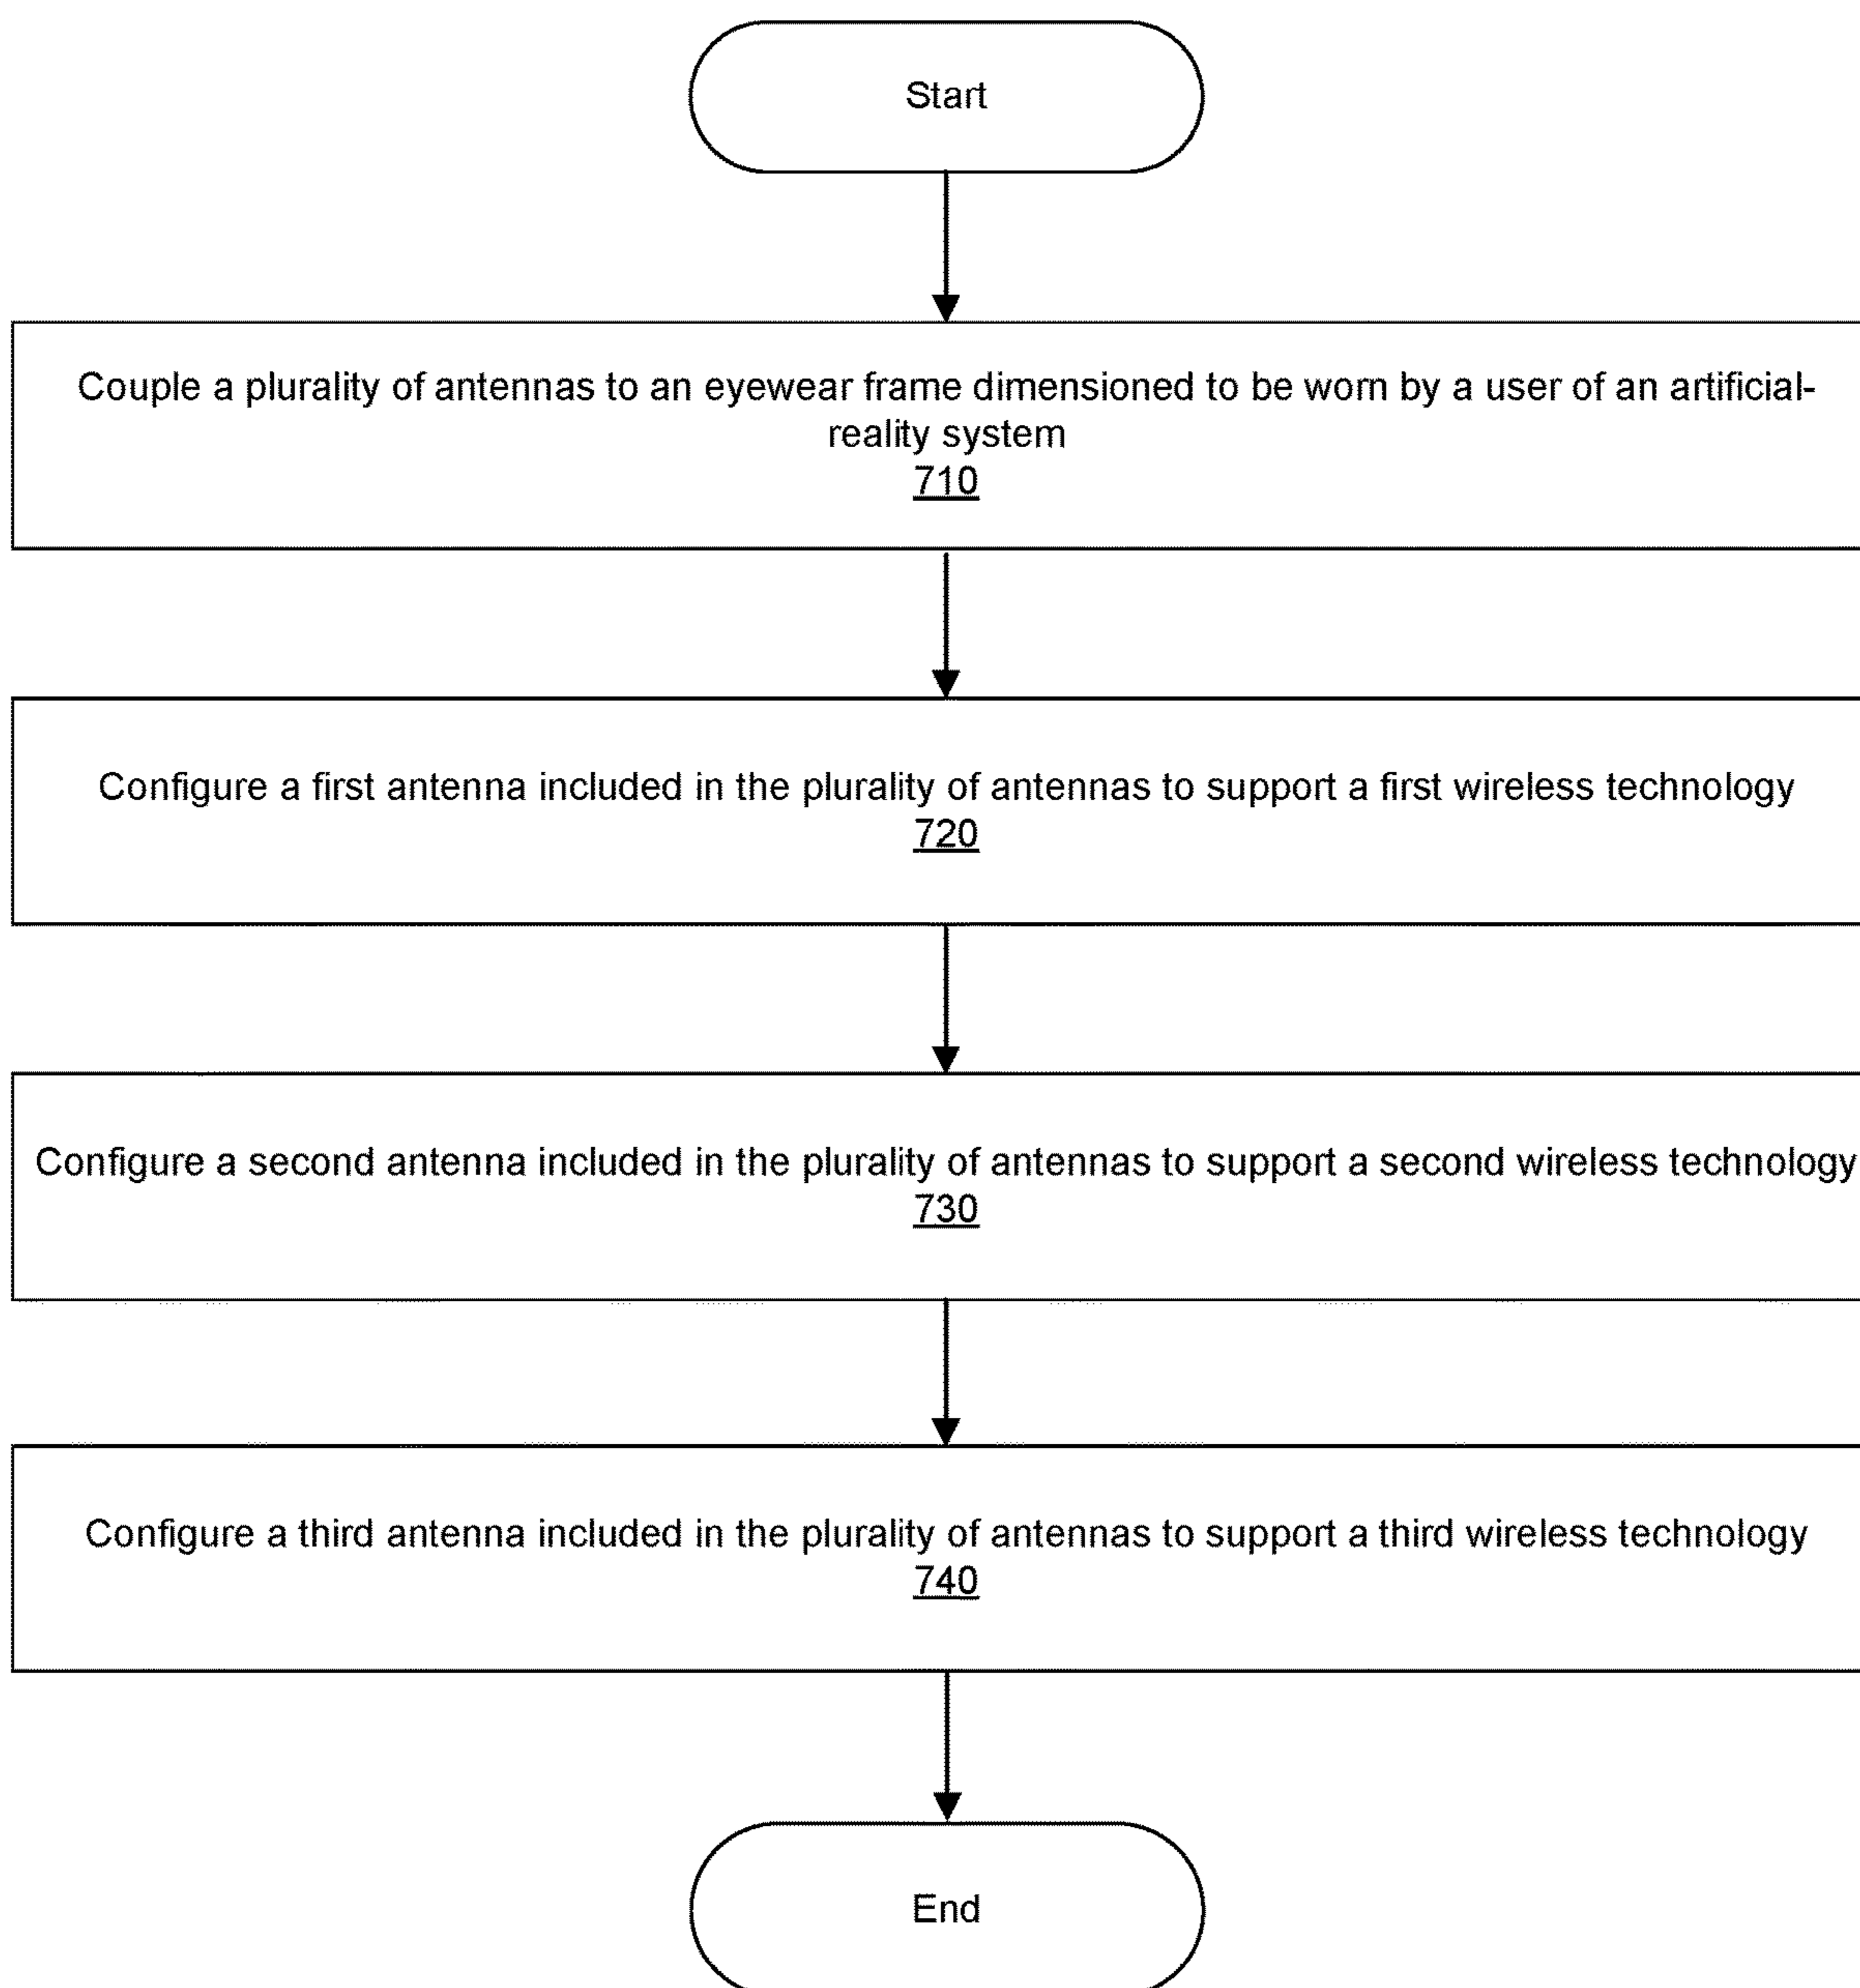 Start
Couple a plurality of antennas to an eyewear frame dimensioned to be worn by a user of an artificial-
reality system
710
Configure a first antenna included in the plurality of antennas to support a first wireless technology
720
Configure a second antenna included in the plurality of antennas to support a second wireless technology
730
Configure a third antenna included in the plurality of antennas to support a third wireless technology
740
End